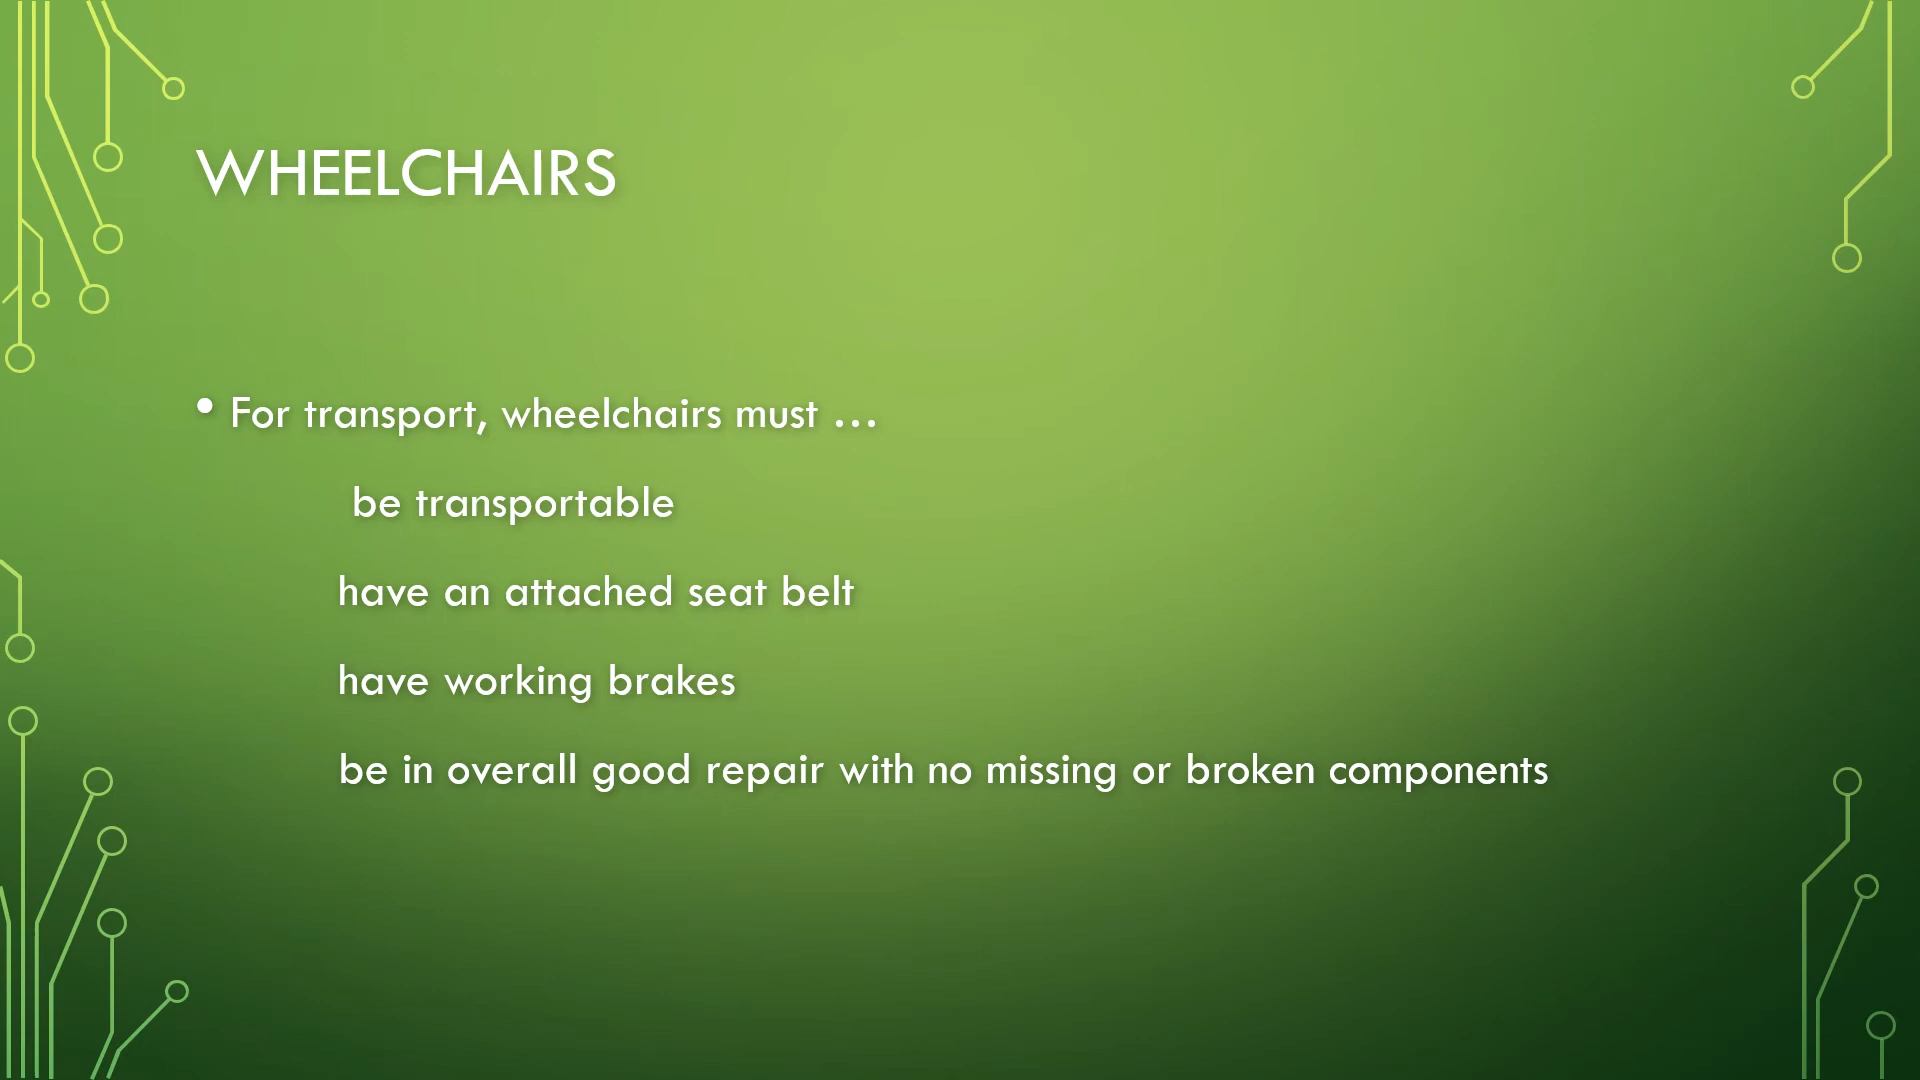 WHEELCHAIRS
• For transport, wheelchairs must …
be transportable
have an attached seat belt
have working brakes
be in overall good repair with no missing or broken components